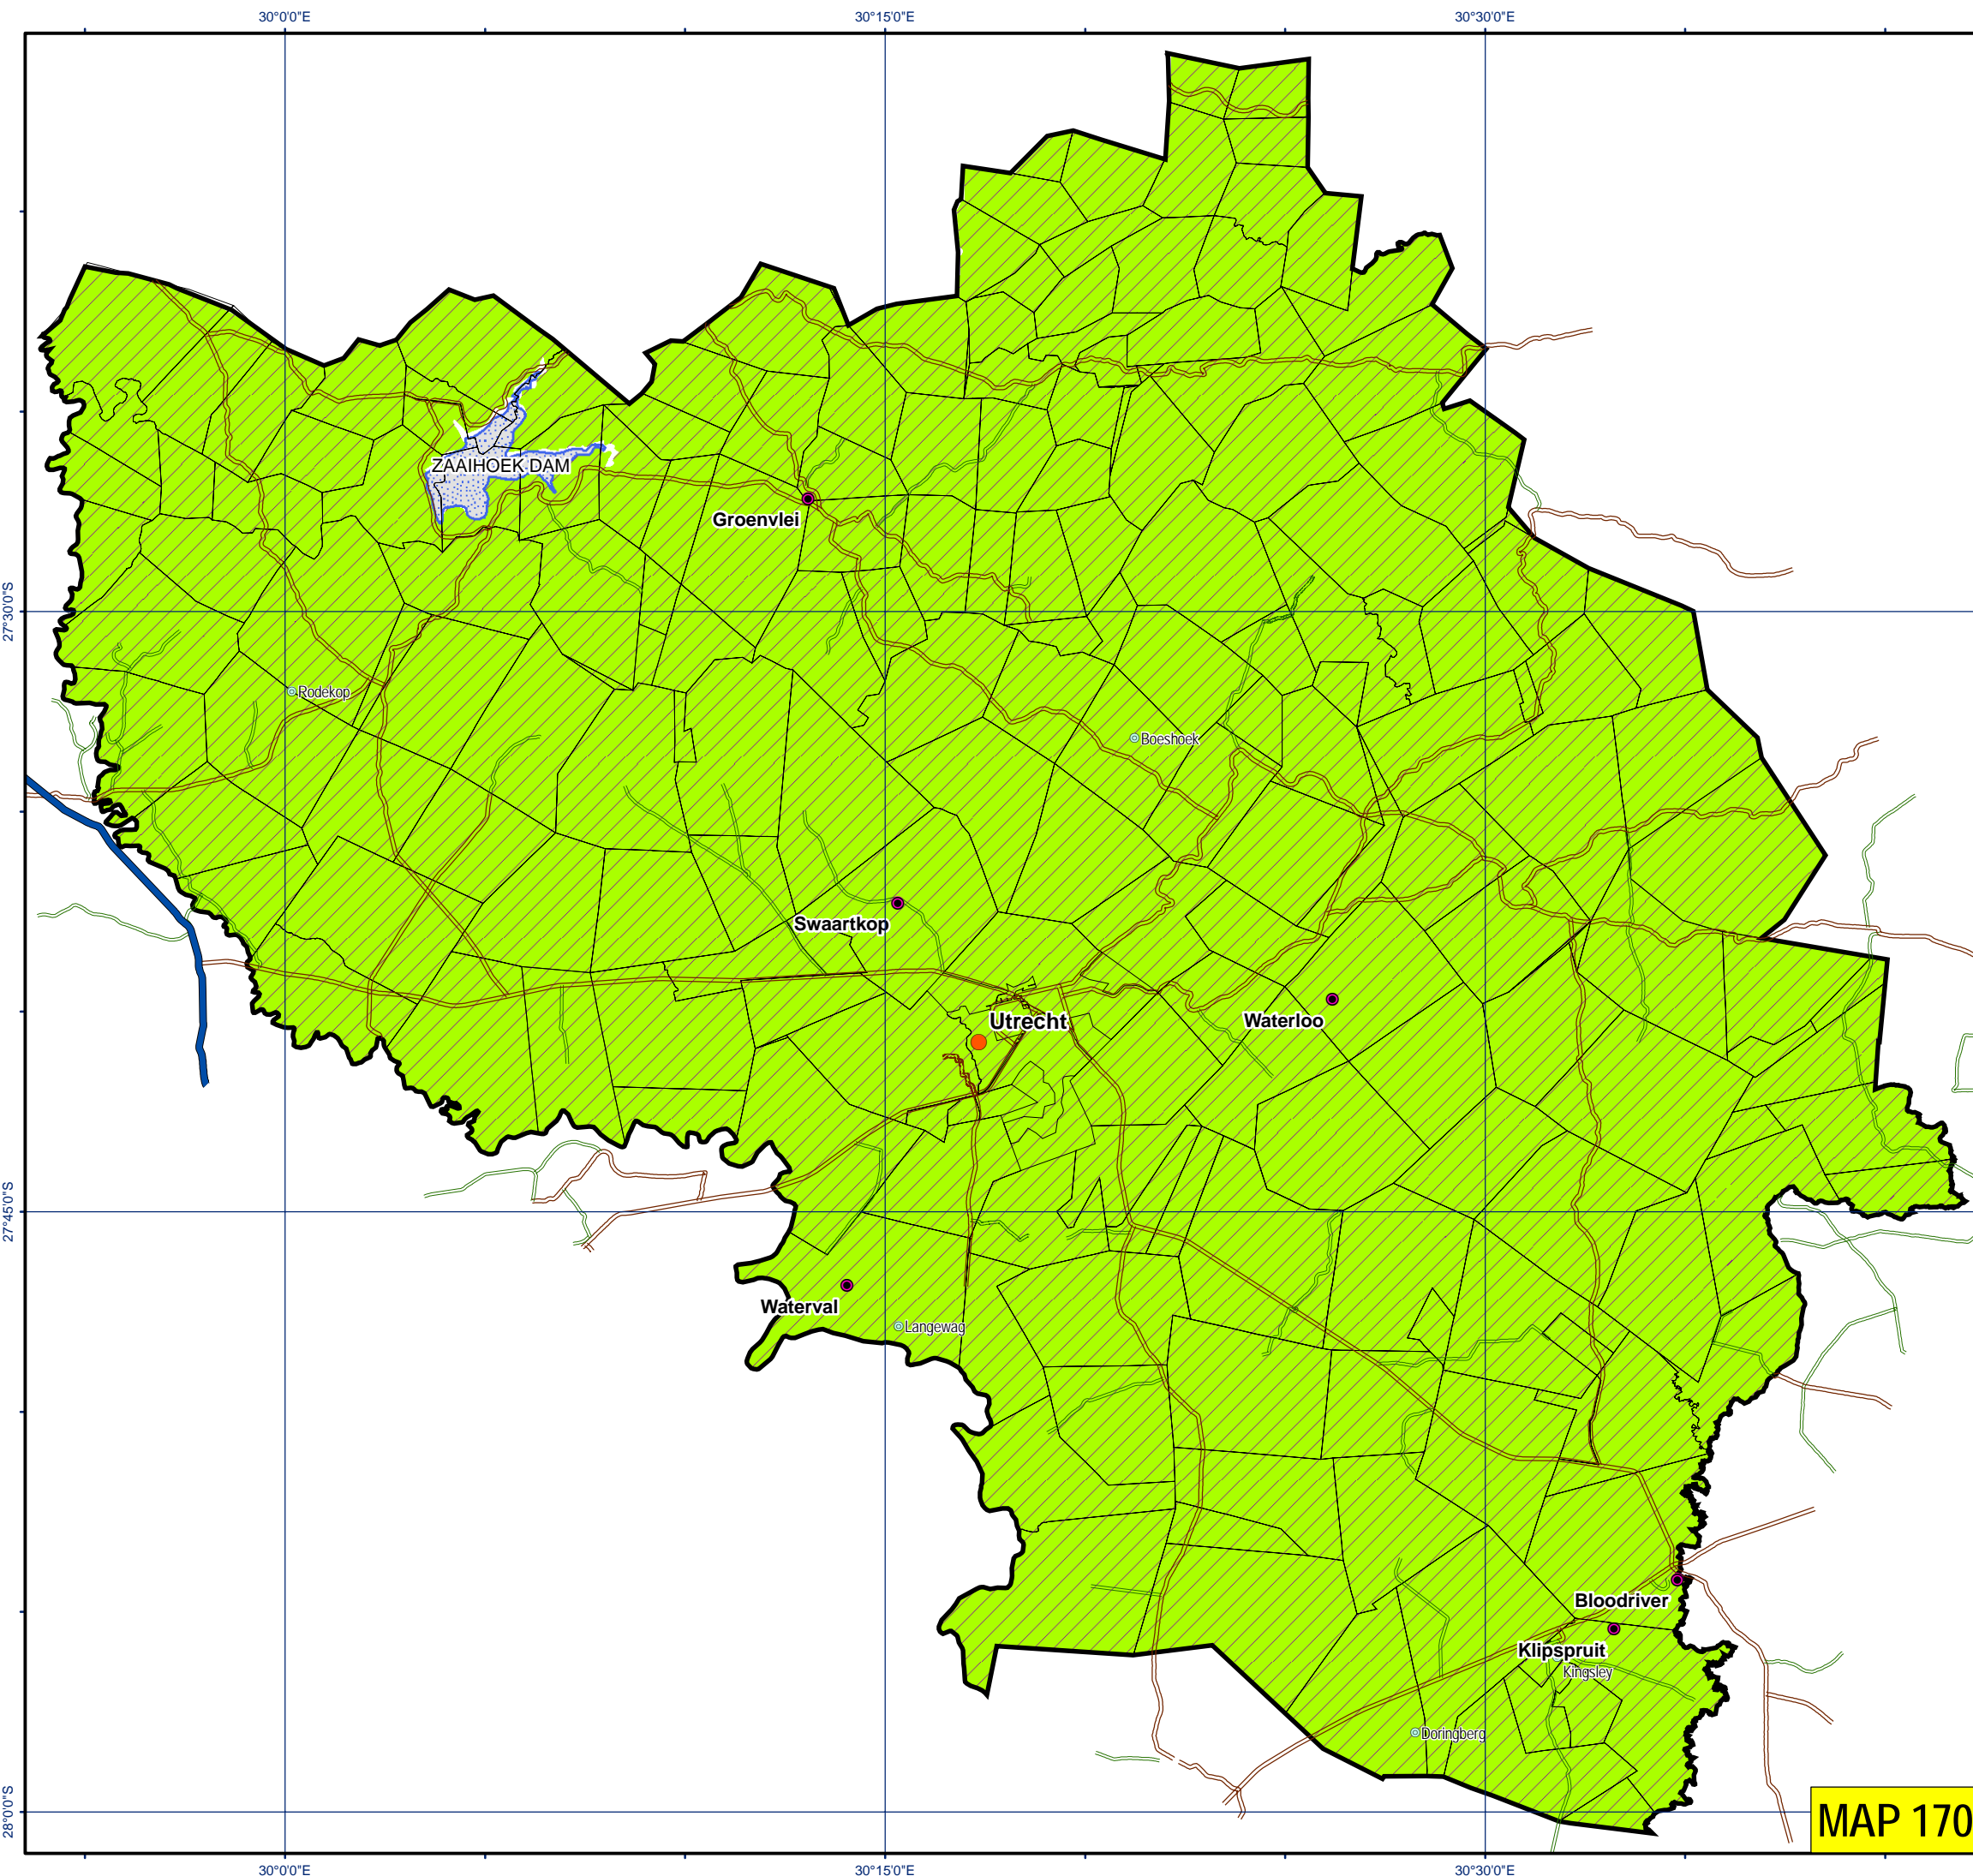 30°0'0"E
30°15'0"E
30°30'0"E
ZAAIHOEK DAM
Groenvlei
27°30'0"S
Rodekop
Boeshoek
Swaartkop
Utrecht
Waterloo
27°45'0"S
Waterval
Langewag
Bloodriver
Klipspruit
Kingsley
Doringberg
28°0'0"S
MAP 170
30°0'0"E
30°15'0"E
30°30'0"E